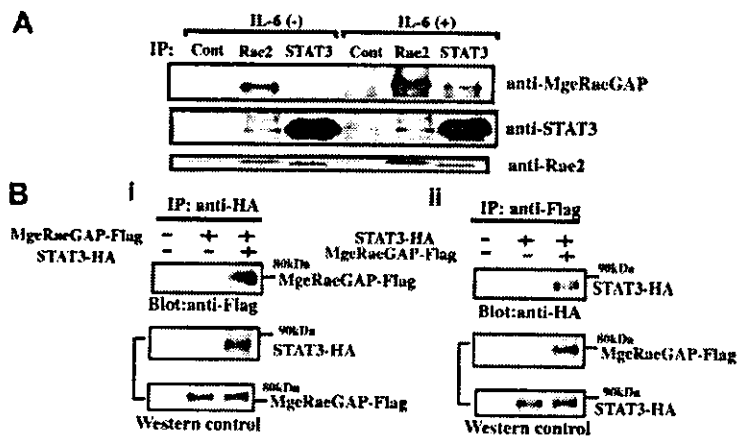 A
IL-6 (-) IL-6 (+)
IP: Cont Rac2 STAT3 Cont Rac2 STAT3
anti-MgcRacGAP
anti-STAT3
anti-Rac2
B
i
IP: anti-HA
MgcRacGAP-Flag - + +
STAT3-HA - - +
80kDa
MgcRacGAP-Flag
Blot:anti-Flag
90kDa
STAT3-HA
80kDa
MgcRacGAP-Flag
Western control
ii
IP: anti-Flag
STAT3-HA - + +
MgcRacGAP-Flag - - +
90kDa
STAT3-HA
Blot:anti-HA
80kDa
MgcRacGAP-Flag
90kDa
STAT3-HA
Western control